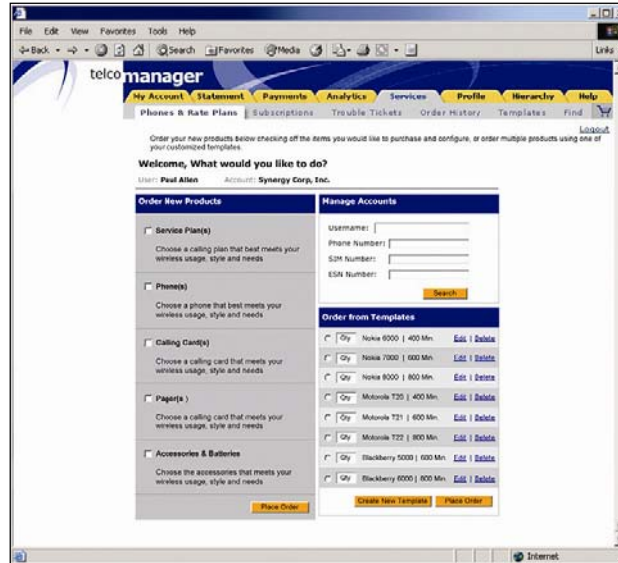 File Edit View Favorites Tools Help
Back Search Favorites Media Links
telco manager
My Account Statement Payments Analytics Services Profile Hierarchy Help
Phones & Rate Plans Subscriptions Trouble Tickets Order History Templates Find
Logout
Order your new products below checking off the items you would like to purchase and configure, or order multiple products using one of
your customized templates.
Welcome, What would you like to do?
User: Paul Allen Account: Synergy Corp, Inc.
Order New Products
Service Plan(s)
Choose a calling plan that best meets your
wireless usage, style and needs
Phone(s)
Choose a phone that best meets your
wireless usage, style and needs
Calling Card(s)
Choose a calling card that meets your
wireless usage, style and needs
Pager(s )
Choose a calling card that meets your
wireless usage, style and needs
Accessories & Batteries
Choose the accessories that meets your
wireless usage, style and needs
Place Order
Manage Accounts
Username:
Phone Number:
SIM Number:
ESN Number:
Search
Order from Templates
Qty Nokia 6000 | 400 Min. Edit | Delete
Qty Nokia 7000 | 600 Min. Edit | Delete
Qty Nokia 8000 | 800 Min. Edit | Delete
Qty Motorola T20 | 400 Min. Edit | Delete
Qty Motorola T21 | 600 Min. Edit | Delete
Qty Motorola T22 | 800 Min. Edit | Delete
Qty Blackberry 5000 | 600 Min. Edit | Delete
Qty Blackberry 6000 | 800 Min. Edit | Delete
Create New Template Place Order
Internet